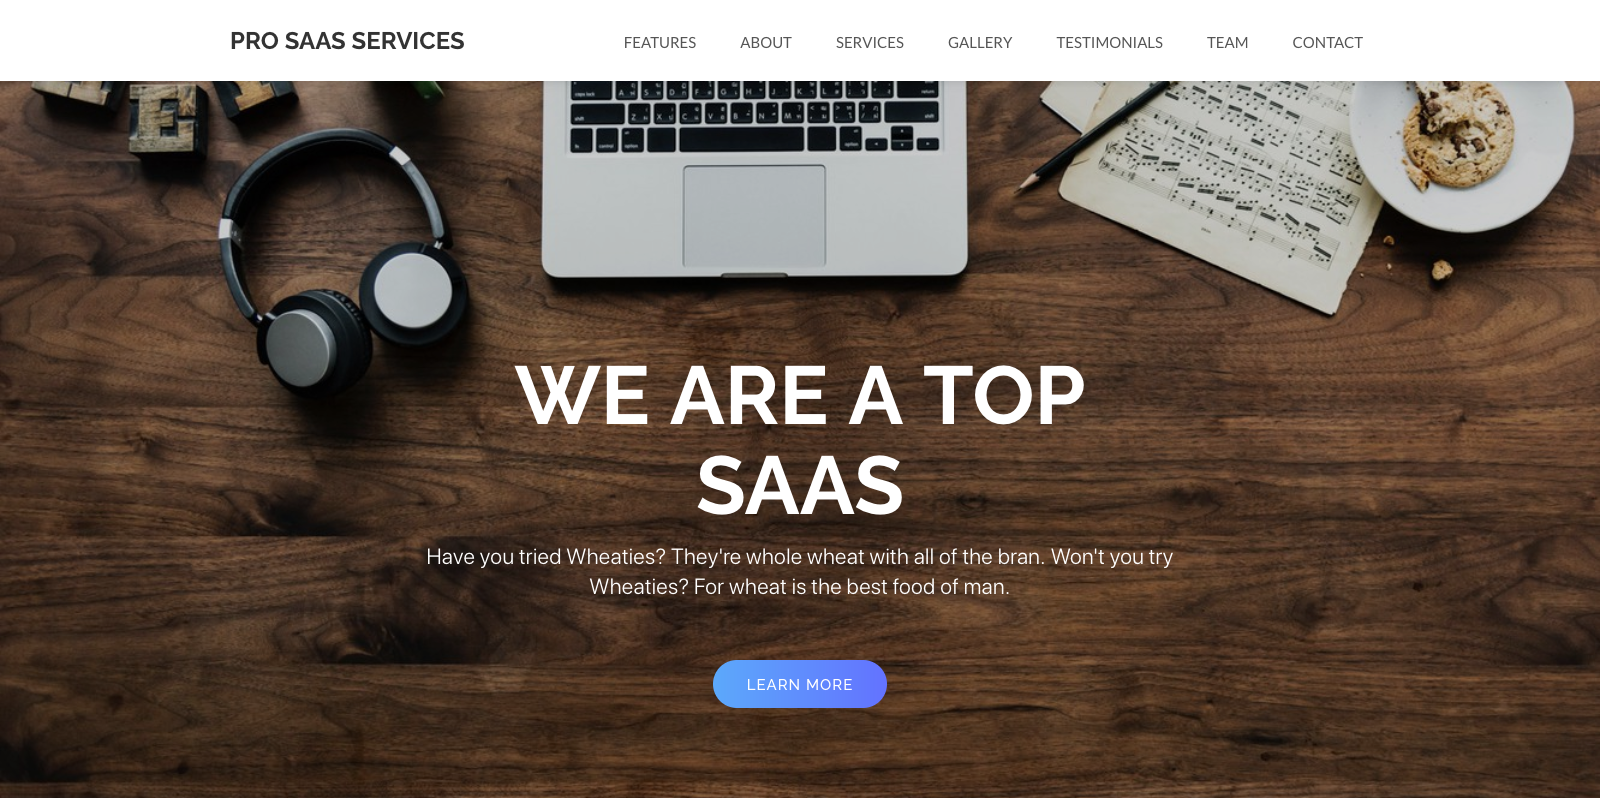 PRO SAAS SERVICES
FEATURES ABOUT SERVICES GALLERY TESTIMONIALS TEAM CONTACT
WE ARE A TOP
SAAS
Have you tried Wheaties? They're whole wheat with all of the bran. Won't you try
Wheaties? For wheat is the best food of man.
LEARN MORE